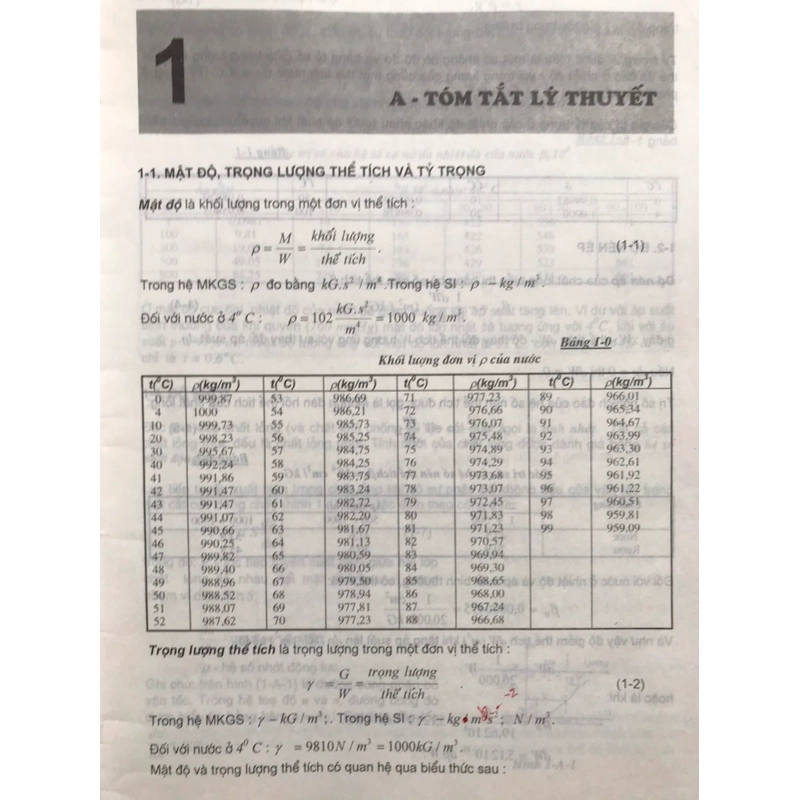 1
A - TÓM TẮT LÝ THUYẾT
1-1. MẬT ĐỘ, TRỌNG LƯỢNG THỂ TÍCH VÀ TỶ TRỌNG
Mật độ là khối lượng trong một đơn vị thể tích :
ρ = M/W = khối lượng/thể tích . (1-1)
Trong hệ MKGS : ρ đo bằng kG.s²/m⁴.Trong hệ SI : ρ – kg/m³.
Đối với nước ở 4⁰ C : ρ = 102 kG.s²/m⁴ = 1000 kg/m³.
Bảng 1-0
Khối lượng đơn vị ρ của nước
t(⁰C) ρ(kg/m³) t(⁰C) ρ(kg/m³) t(⁰C) ρ(kg/m³) t(⁰C) ρ(kg/m³)
0 999,87 53 986,69 71 977,23 89 966,01
4 1000 54 986,21 72 976,66 90 965,34
10 999,73 55 985,73 73 976,07 91 964,67
20 998,23 56 985,25 74 975,48 92 963,99
30 995,67 57 984,75 75 974,89 93 963,30
40 992,24 58 984,25 76 974,29 94 962,61
41 991,86 59 983,75 77 973,68 95 961,92
42 991,47 60 983,24 78 973,07 96 961,22
43 991,47 61 982,72 79 972,45 97 960,51
44 991,07 62 982,20 80 971,83 98 959,81
45 990,66 63 981,67 81 971,23 99 959,09
46 990,25 64 981,13 82 970,57
47 989,82 65 980,59 83 969,94
48 989,40 66 980,05 84 969,30
49 988,96 67 979,50 85 968,65
50 988,52 68 978,94 86 968,00
51 988,07 69 977,81 87 967,24
52 987,62 70 977,23 88 966,68
Trọng lượng thể tích là trọng lượng trong một đơn vị thể tích :
γ = G/W = trọng lượng/thể tích . (1-2)
-2
Trong hệ MKGS : γ – kG/m³;. Trong hệ SI : γ – kg m s ; N/m³.
Đối với nước ở 4⁰ C : γ = 9810N/m³ = 1000kG/m³.
Mật độ và trọng lượng thể tích có quan hệ qua biểu thức sau :